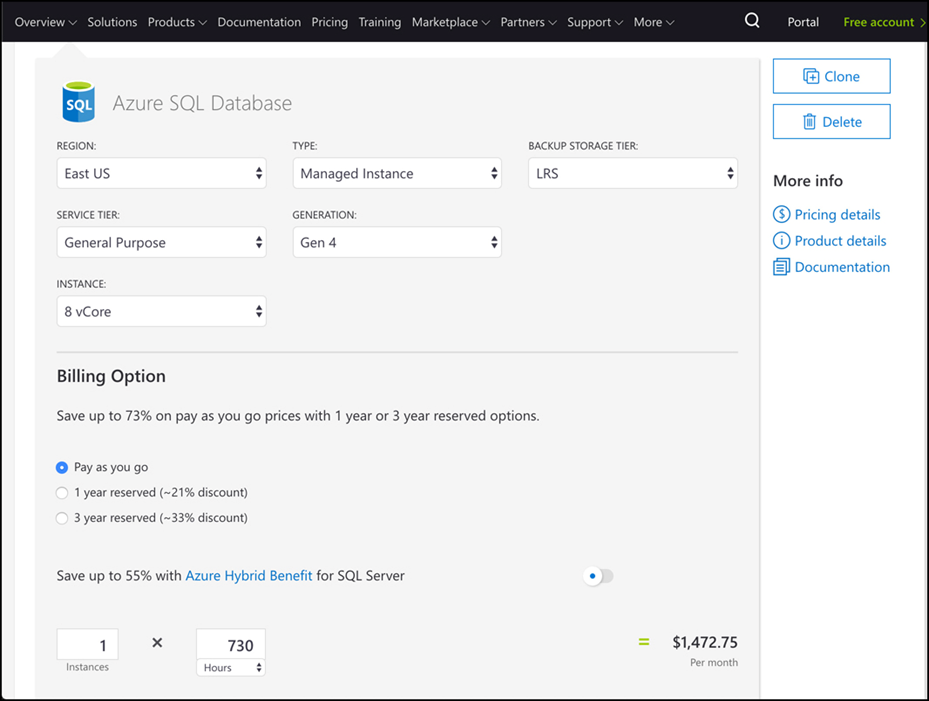 Overview Solutions Products Documentation Pricing Training Marketplace Partners Support More Portal Free account
SQL Azure SQL Database
Clone
Delete
REGION: TYPE: BACKUP STORAGE TIER:
East US Managed Instance LRS
More info
SERVICE TIER: GENERATION:
Pricing details
General Purpose Gen 4
Product details
Documentation
INSTANCE:
8 vCore
Billing Option
Save up to 73% on pay as you go prices with 1 year or 3 year reserved options.
Pay as you go
1 year reserved (~21% discount)
3 year reserved (~33% discount)
Save up to 55% with Azure Hybrid Benefit for SQL Server
1 × 730 = $1,472.75
Instances Hours Per month